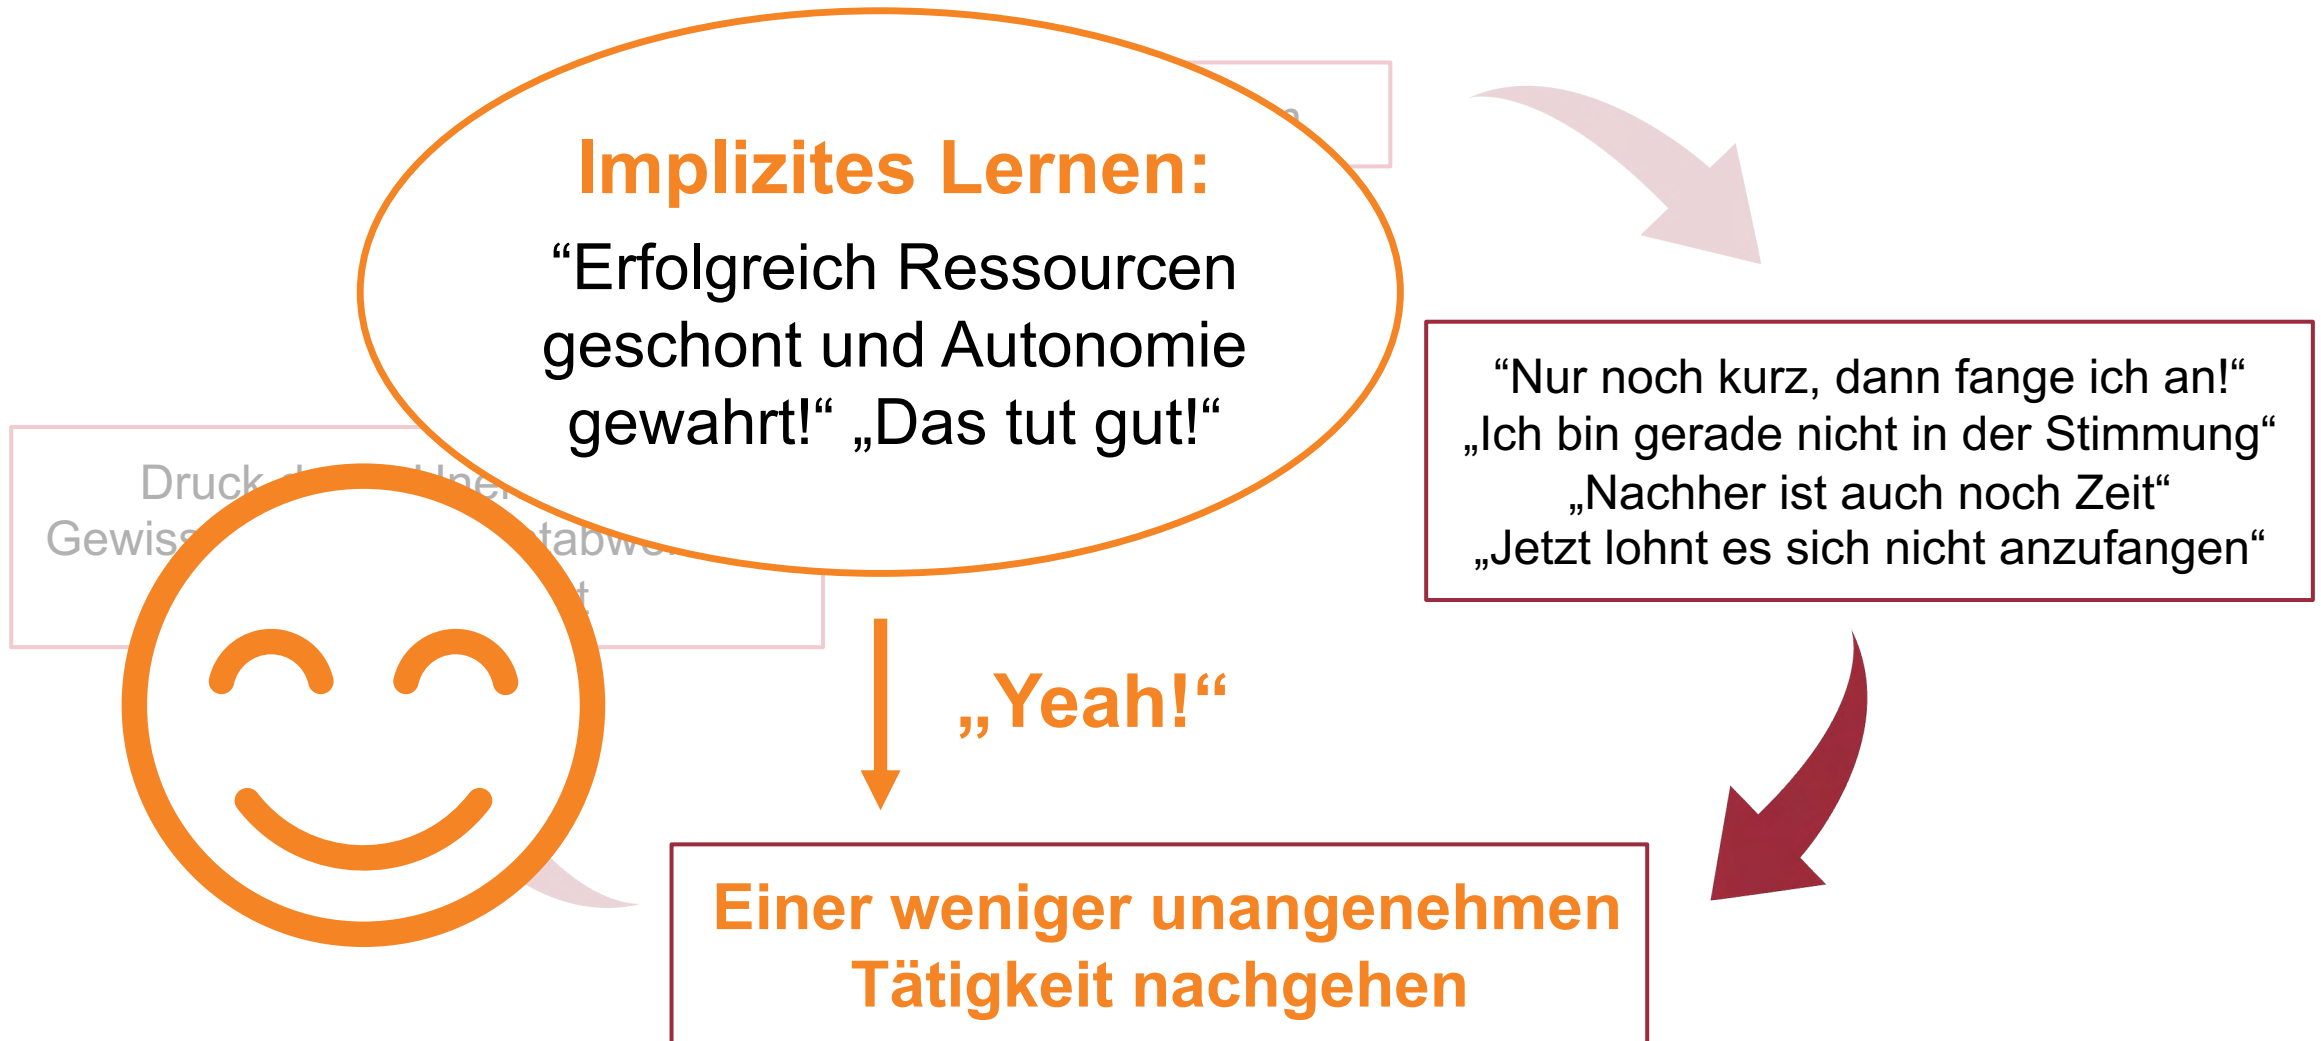 Implizites Lernen:
“Erfolgreich Ressourcen
geschont und Autonomie
gewahrt!“ „Das tut gut!“
“Nur noch kurz, dann fange ich an!“
„Ich bin gerade nicht in der Stimmung“
„Nachher ist auch noch Zeit“
„Jetzt lohnt es sich nicht anzufangen“
Druck
„Yeah!“
Einer weniger unangenehmen
Tätigkeit nachgehen